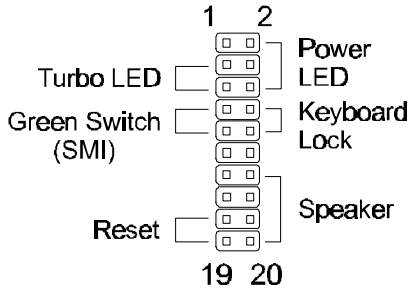 1 2
Power
LED
Turbo LED
Green Switch
(SMI)
Keyboard
Lock
Speaker
Reset
19 20